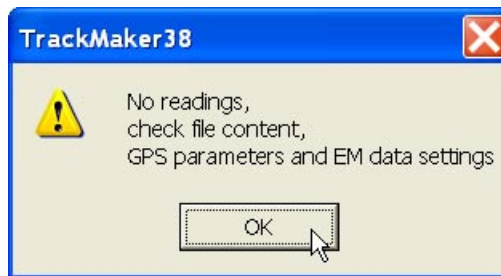 TrackMaker38
No readings,
check file content,
GPS parameters and EM data settings
OK